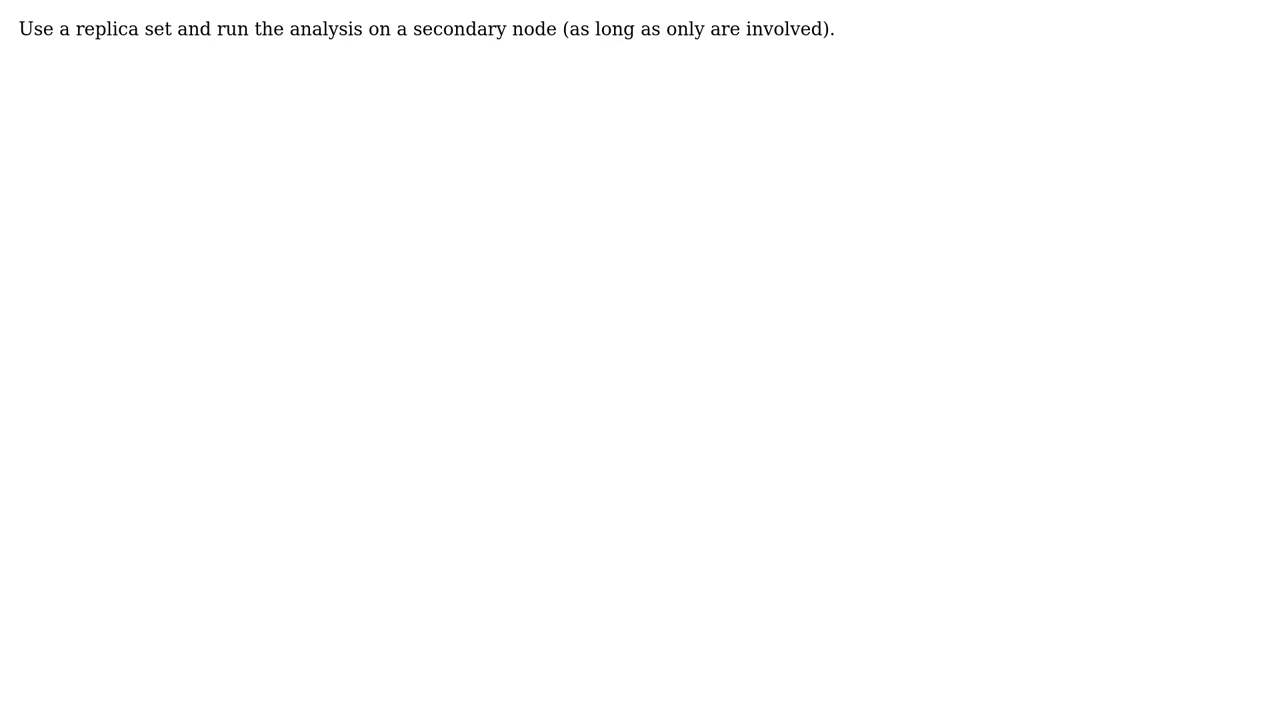 Use a replica set and run the analysis on a secondary node (as long as only are involved).